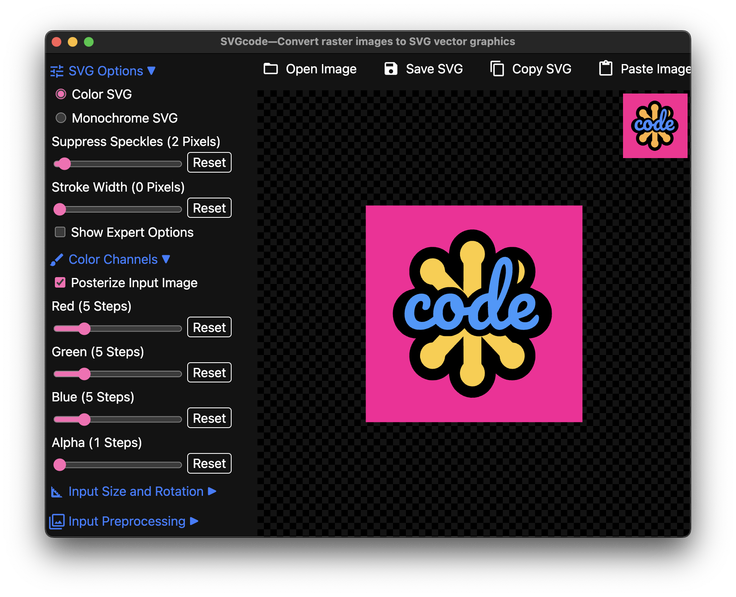 SVGcode—Convert raster images to SVG vector graphics
SVG Options ▼
Open Image
Save SVG
Copy SVG
Paste Image
Color SVG
Monochrome SVG
Suppress Speckles (2 Pixels)
Reset
Stroke Width (0 Pixels)
Reset
Show Expert Options
Color Channels ▼
Posterize Input Image
Red (5 Steps)
Reset
Green (5 Steps)
Reset
Blue (5 Steps)
Reset
Alpha (1 Steps)
Reset
Input Size and Rotation ▶
Input Preprocessing ▶
code
code